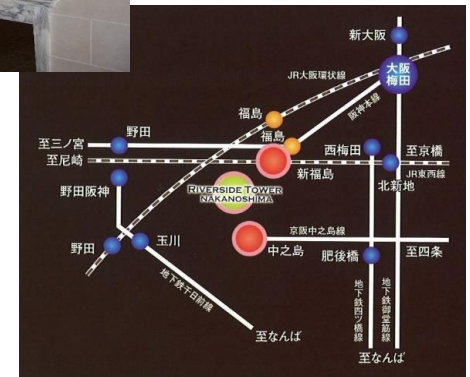 新大阪
大阪
梅田
JR大阪環状線
阪神本線
福島
福島
至三ノ宮
野田
至尼崎
西梅田
至京橋
新福島
JR東西線
北新地
野田阪神
RIVERSIDE TOWER
NAKANOSHIMA
京阪中之島線
野田
玉川
中之島
肥後橋
至四条
地下鉄千日前線
地下鉄四ツ橋線
地下鉄御堂筋線
至なんば
至なんば